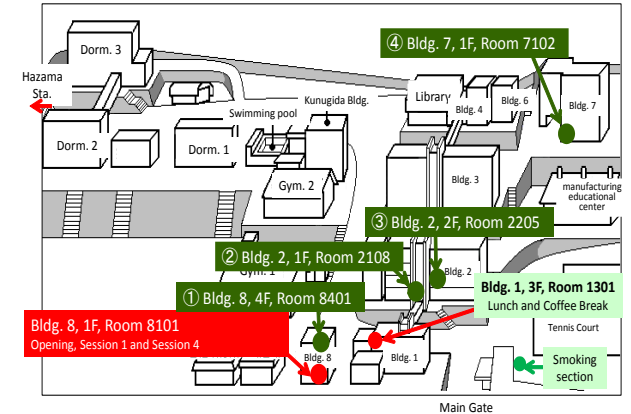 Dorm. 3
④ Bldg. 7, 1F, Room 7102
Hazama
Sta.
Library
Bldg. 4
Bldg. 6
Bldg. 7
Kunugida Bldg.
Swimming pool
Dorm. 2
Dorm. 1
Gym. 2
Bldg. 3
manufacturing
educational
center
③ Bldg. 2, 2F, Room 2205
② Bldg. 2, 1F, Room 2108
Gym. 1
Bldg. 2
① Bldg. 8, 4F, Room 8401
Bldg. 1, 3F, Room 1301
Lunch and Coffee Break
Bldg. 8, 1F, Room 8101
Opening, Session 1 and Session 4
Tennis Court
Bldg. 8
Bldg. 1
Smoking
section
Main Gate